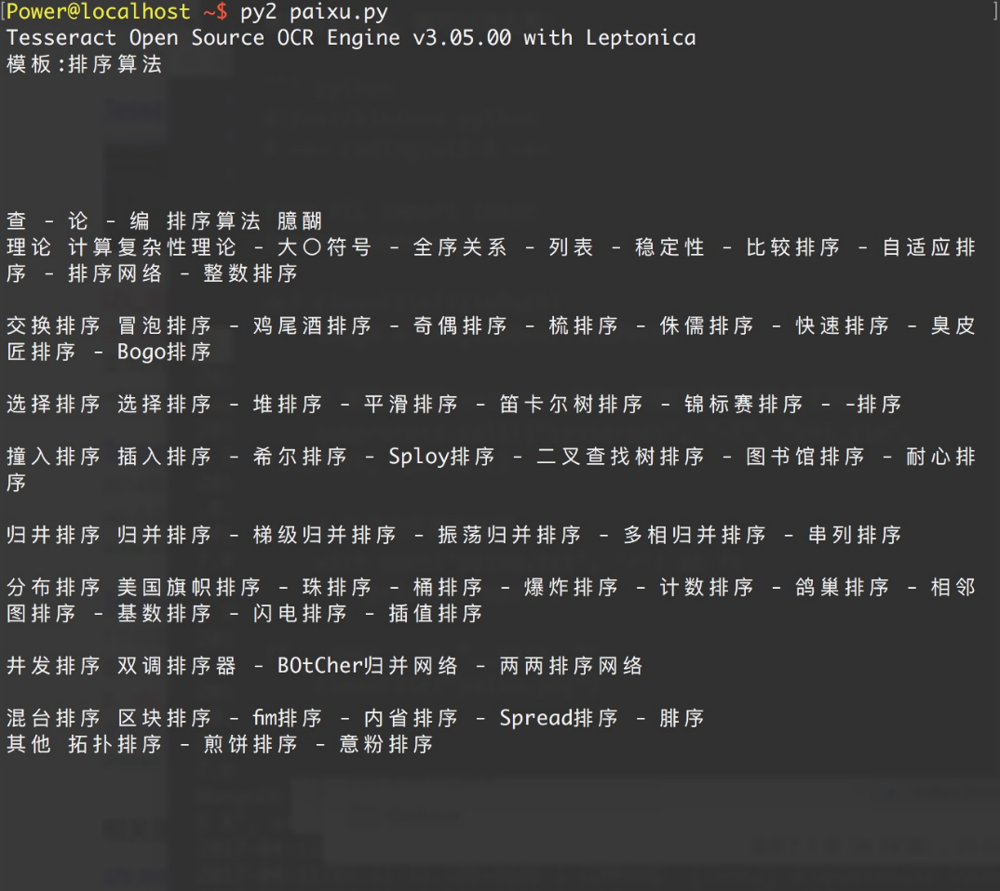 [Power@localhost ~$ py2 paixu.py ]
Tesseract Open Source OCR Engine v3.05.00 with Leptonica
模板:排序算法
查 - 论 - 编 排序算法 臆醐
理论 计算复杂性理论 - 大〇符号 - 全序关系 - 列表 - 稳定性 - 比较排序 - 自适应排
序 - 排序网络 - 整数排序
交换排序 冒泡排序 - 鸡尾酒排序 - 奇偶排序 - 梳排序 - 侏儒排序 - 快速排序 - 臭皮
匠排序 - Bogo排序
选择排序 选择排序 - 堆排序 - 平滑排序 - 笛卡尔树排序 - 锦标赛排序 - -排序
撞入排序 插入排序 - 希尔排序 - Sploy排序 - 二叉查找树排序 - 图书馆排序 - 耐心排
序
归井排序 归并排序 - 梯级归并排序 - 振荡归并排序 - 多相归并排序 - 串列排序
分布排序 美国旗帜排序 - 珠排序 - 桶排序 - 爆炸排序 - 计数排序 - 鸽巢排序 - 相邻
图排序 - 基数排序 - 闪电排序 - 插值排序
井发排序 双调排序器 - BOtCher归并网络 - 两两排序网络
混台排序 区块排序 - fim排序 - 内省排序 - Spread排序 - 腓序
其他 拓扑排序 - 煎饼排序 - 意粉排序